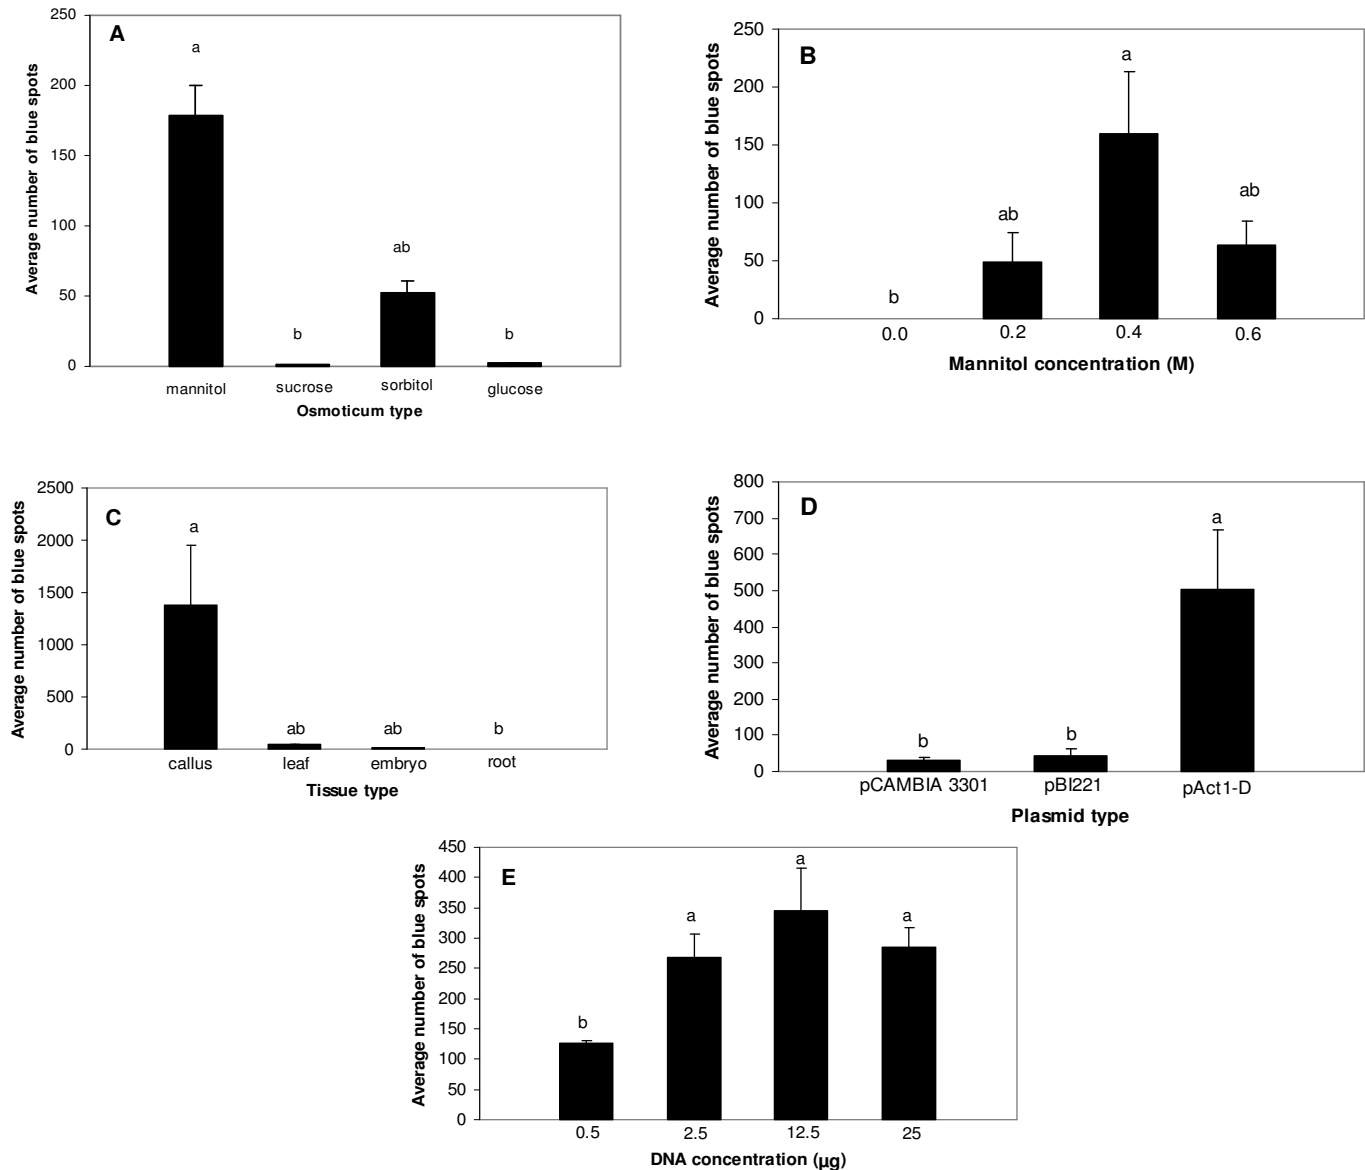 A
Average number of blue spots
250
200
150
100
50
0
a
b
ab
b
mannitol sucrose sorbitol glucose
Osmoticum type
B
Average number of blue spots
250
200
150
100
50
0
b
ab
a
ab
0.0 0.2 0.4 0.6
Mannitol concentration (M)
C
Average number of blue spots
2500
2000
1500
1000
500
0
a
ab
ab
b
callus leaf embryo root
Tissue type
D
Average number of blue spots
800
700
600
500
400
300
200
100
0
b
b
a
pCAMBIA 3301 pBI221 pAct1-D
Plasmid type
E
Average number of blue spots
450
400
350
300
250
200
150
100
50
0
b
a
a
a
0.5 2.5 12.5 25
DNA concentration (µg)